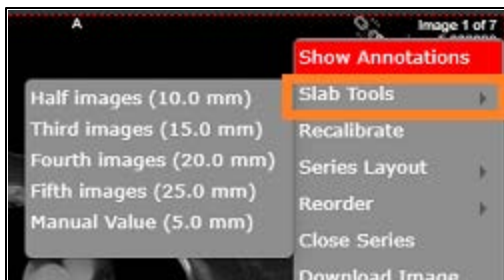 A
Image 1 of 7
Show Annotations
Slab Tools
Recalibrate
Series Layout
Reorder
Close Series
Download Image
Half images (10.0 mm)
Third images (15.0 mm)
Fourth images (20.0 mm)
Fifth images (25.0 mm)
Manual Value (5.0 mm)